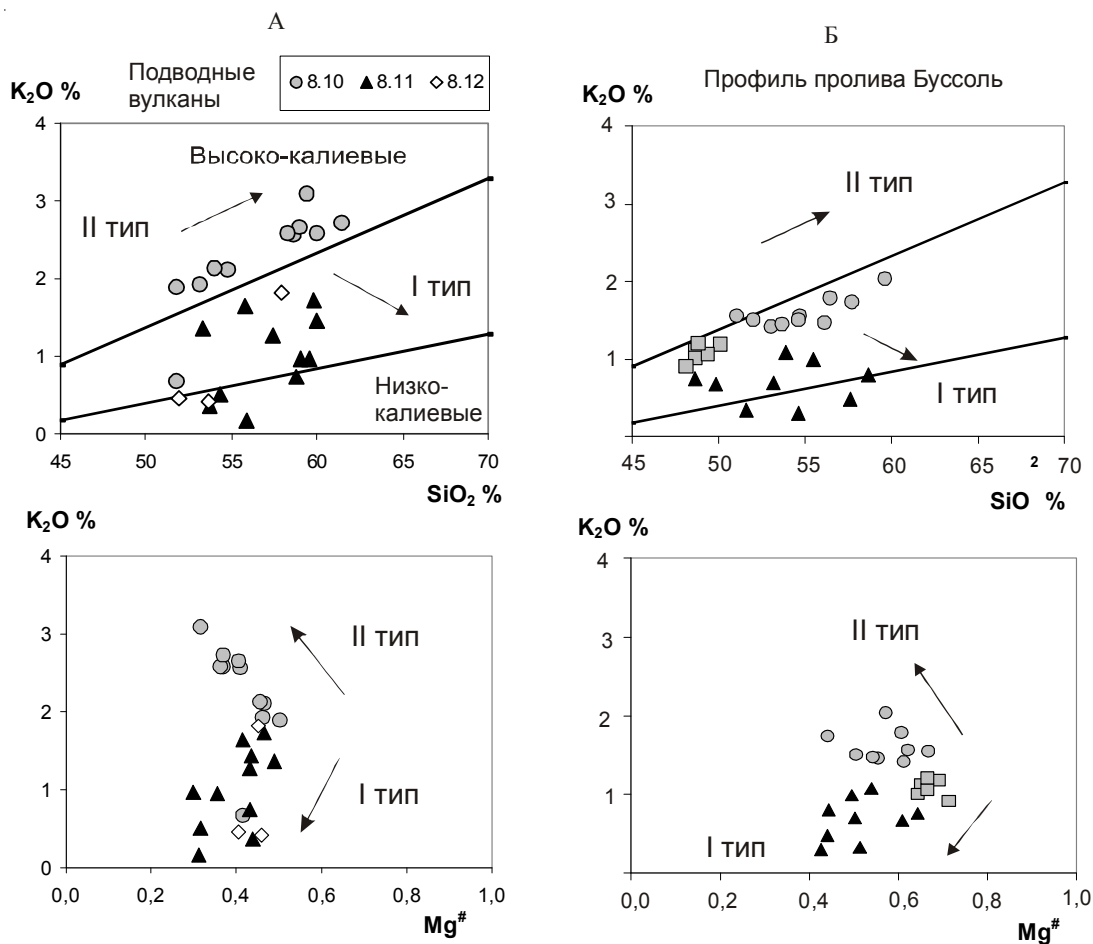 А
Подводные
вулканы
8.10 8.11 8.12
K₂O %
4
3
2
1
0
Высоко-калиевые
II тип
I тип
Низко-
калиевые
45 50 55 60 65 70
SiO₂ %
Б
Профиль пролива Буссоль
K₂O %
4
3
2
1
II тип
I тип
45 50 55 60 65 ² 70
SiO %
K₂O %
4
3
2
1
0
II тип
I тип
0,0 0,2 0,4 0,6 0,8 1,0
Mg#
K₂O %
4
3
2
1
II тип
I тип
0,0 0,2 0,4 0,6 0,8 1,0
Mg#